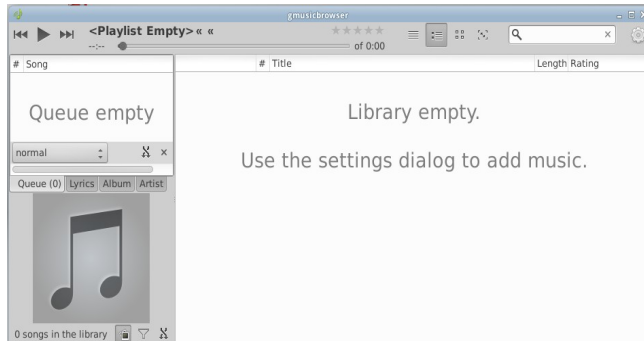 gmusicbrowser
<Playlist Empty> « «
--:--
of 0:00
# Song
# Title Length Rating
Queue empty
Library empty.
Use the settings dialog to add music.
normal
Queue (0) Lyrics Album Artist
0 songs in the library